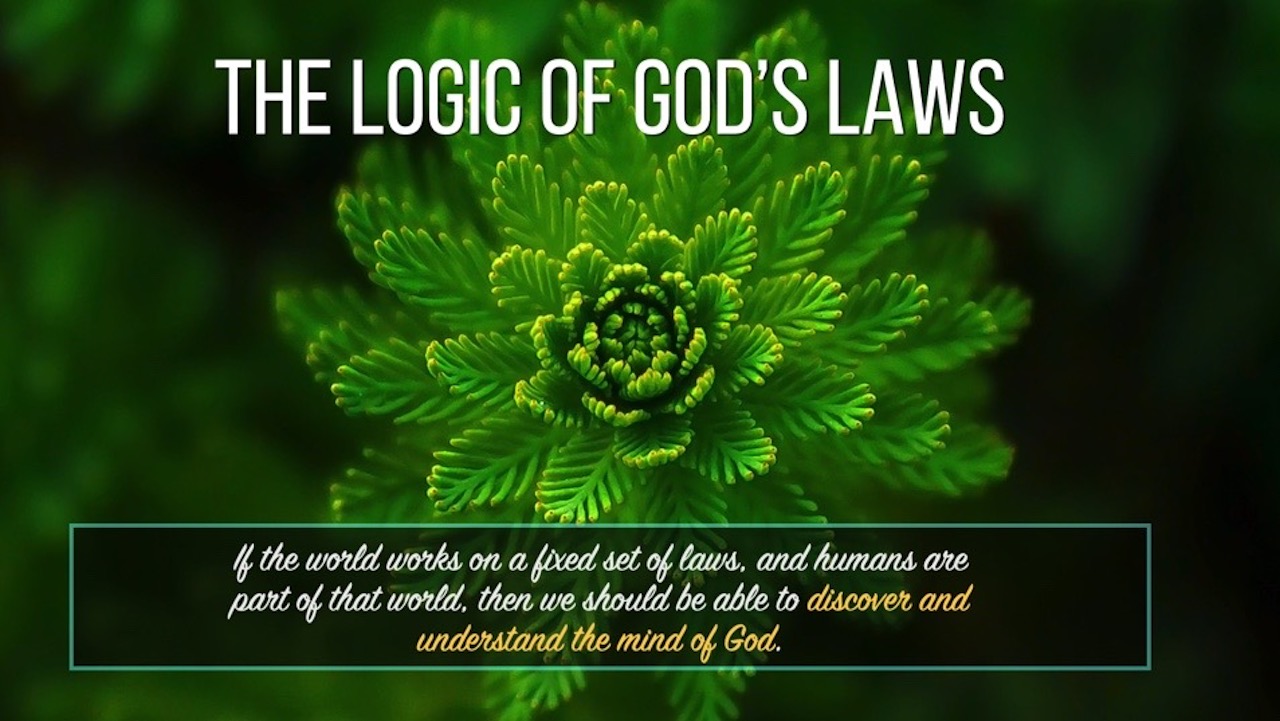 THE LOGIC OF GOD’S LAWS
If the world works on a fixed set of laws, and humans are
part of that world, then we should be able to discover and
understand the mind of God.